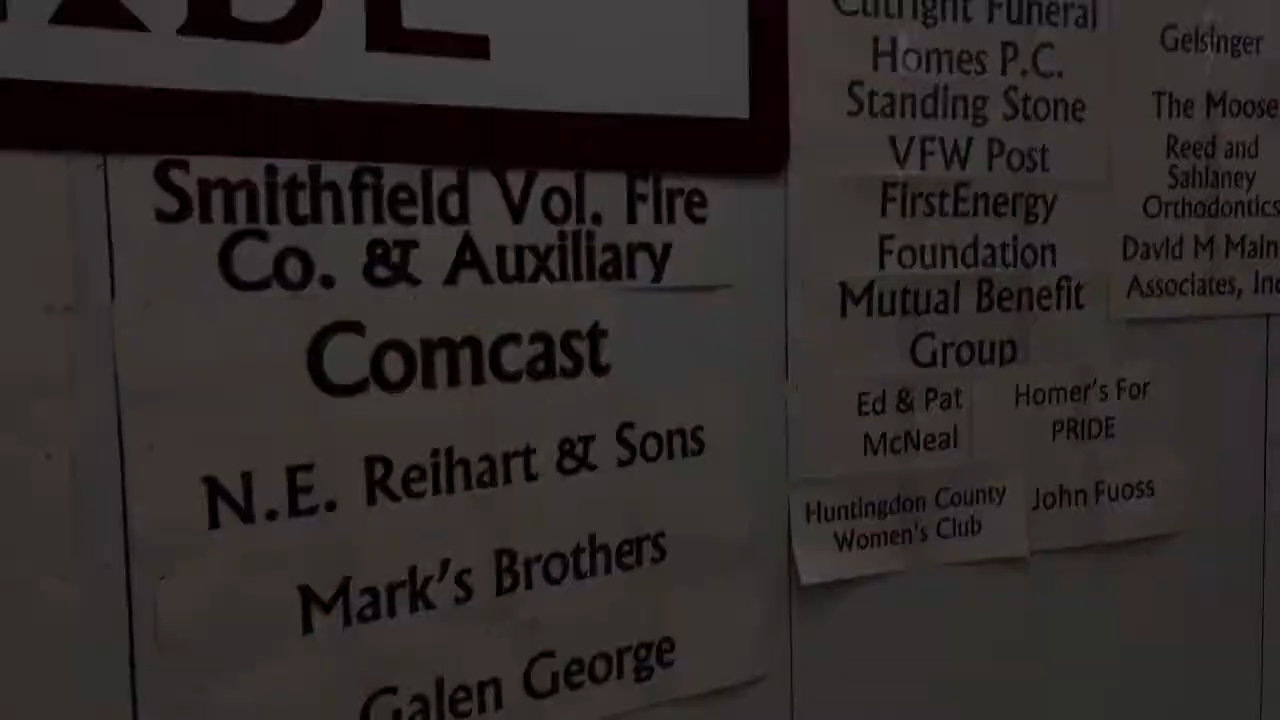 Smithfield Vol. Fire
Co. & Auxiliary
Comcast
N.E. Reihart & Sons
Mark's Brothers
Galen George
Cutright Funeral
Homes P.C.
Standing Stone
VFW Post
FirstEnergy
Foundation
Mutual Benefit
Group
Ed & Pat
McNeal
Homer's For
PRIDE
Huntingdon County
Women's Club
John Fuoss
Geisinger
The Moose
Reed and
Sahlaney
Orthodontics
David M Main
Associates, Inc